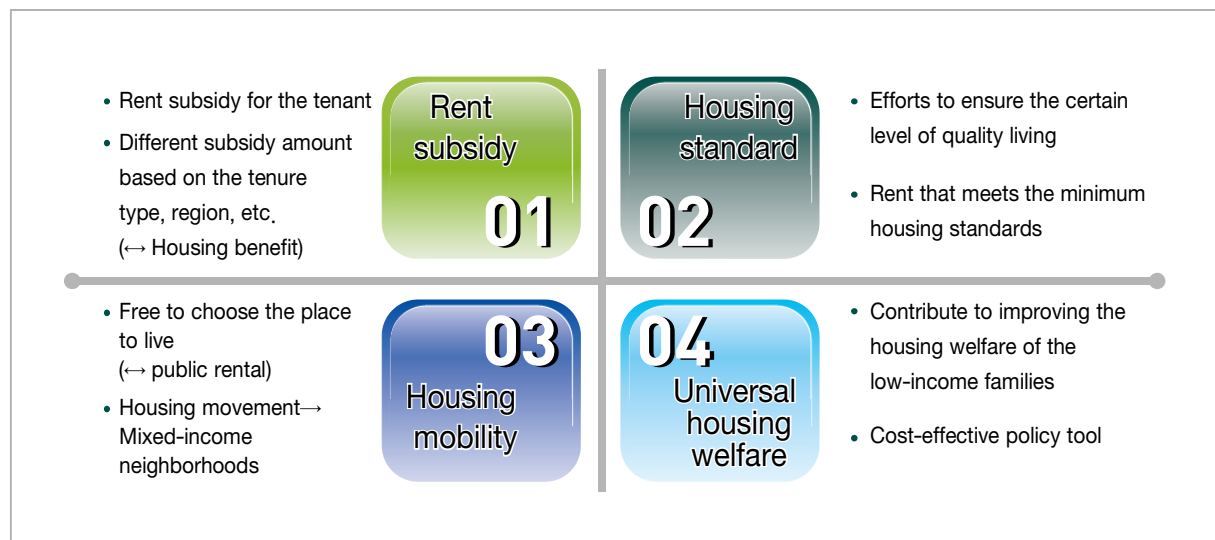 • Rent subsidy for the tenant
• Different subsidy amount
based on the tenure
type, region, etc.
(↔ Housing benefit)
Rent
subsidy
01
Housing
standard
02
• Efforts to ensure the certain
level of quality living
• Rent that meets the minimum
housing standards
• Free to choose the place
to live
(↔ public rental)
• Housing movement→
Mixed-income
neighborhoods
03
Housing
mobility
04
Universal
housing
welfare
• Contribute to improving the
housing welfare of the
low-income families
• Cost-effective policy tool